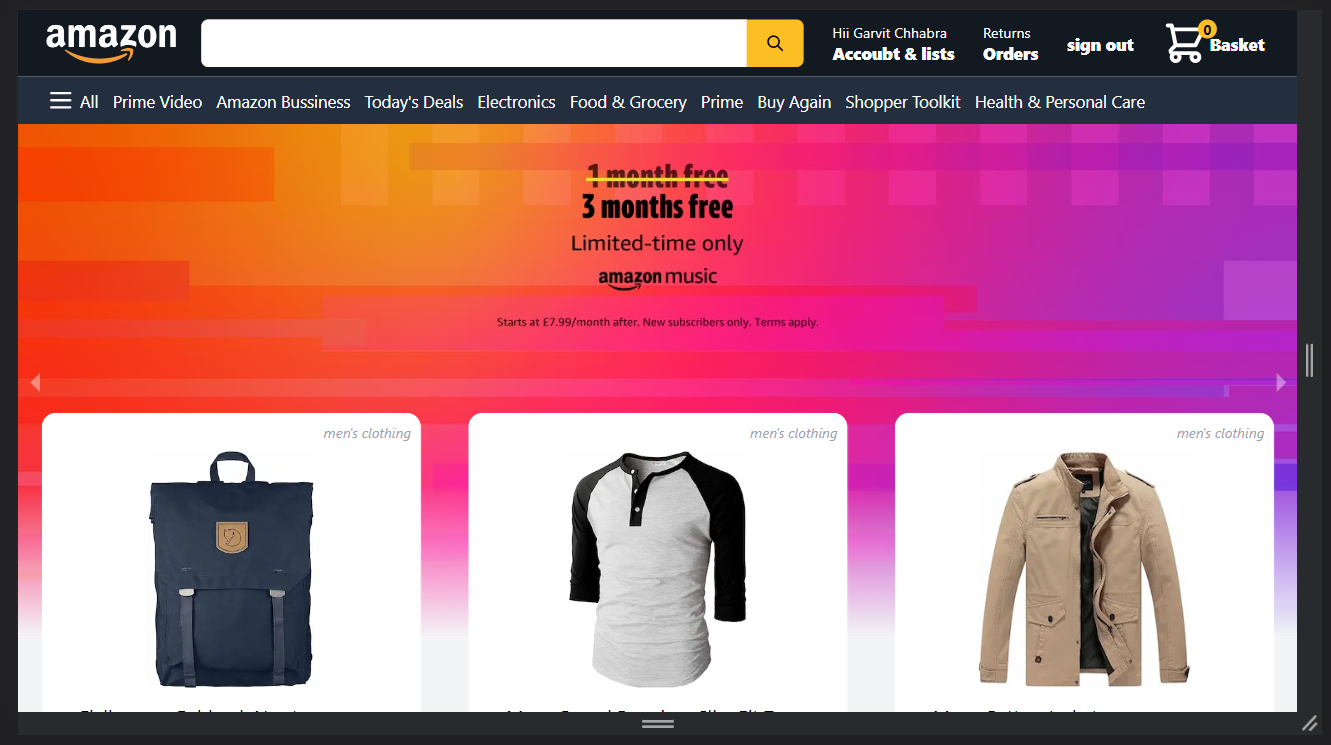 amazon
Hii Garvit Chhabra
Accoubt & lists
Returns
Orders
sign out
0
Basket
All Prime Video Amazon Bussiness Today's Deals Electronics Food & Grocery Prime Buy Again Shopper Toolkit Health & Personal Care
1 month free
3 months free
Limited-time only
amazon music
Starts at £7.99/month after. New subscribers only. Terms apply.
men's clothing
men's clothing
men's clothing